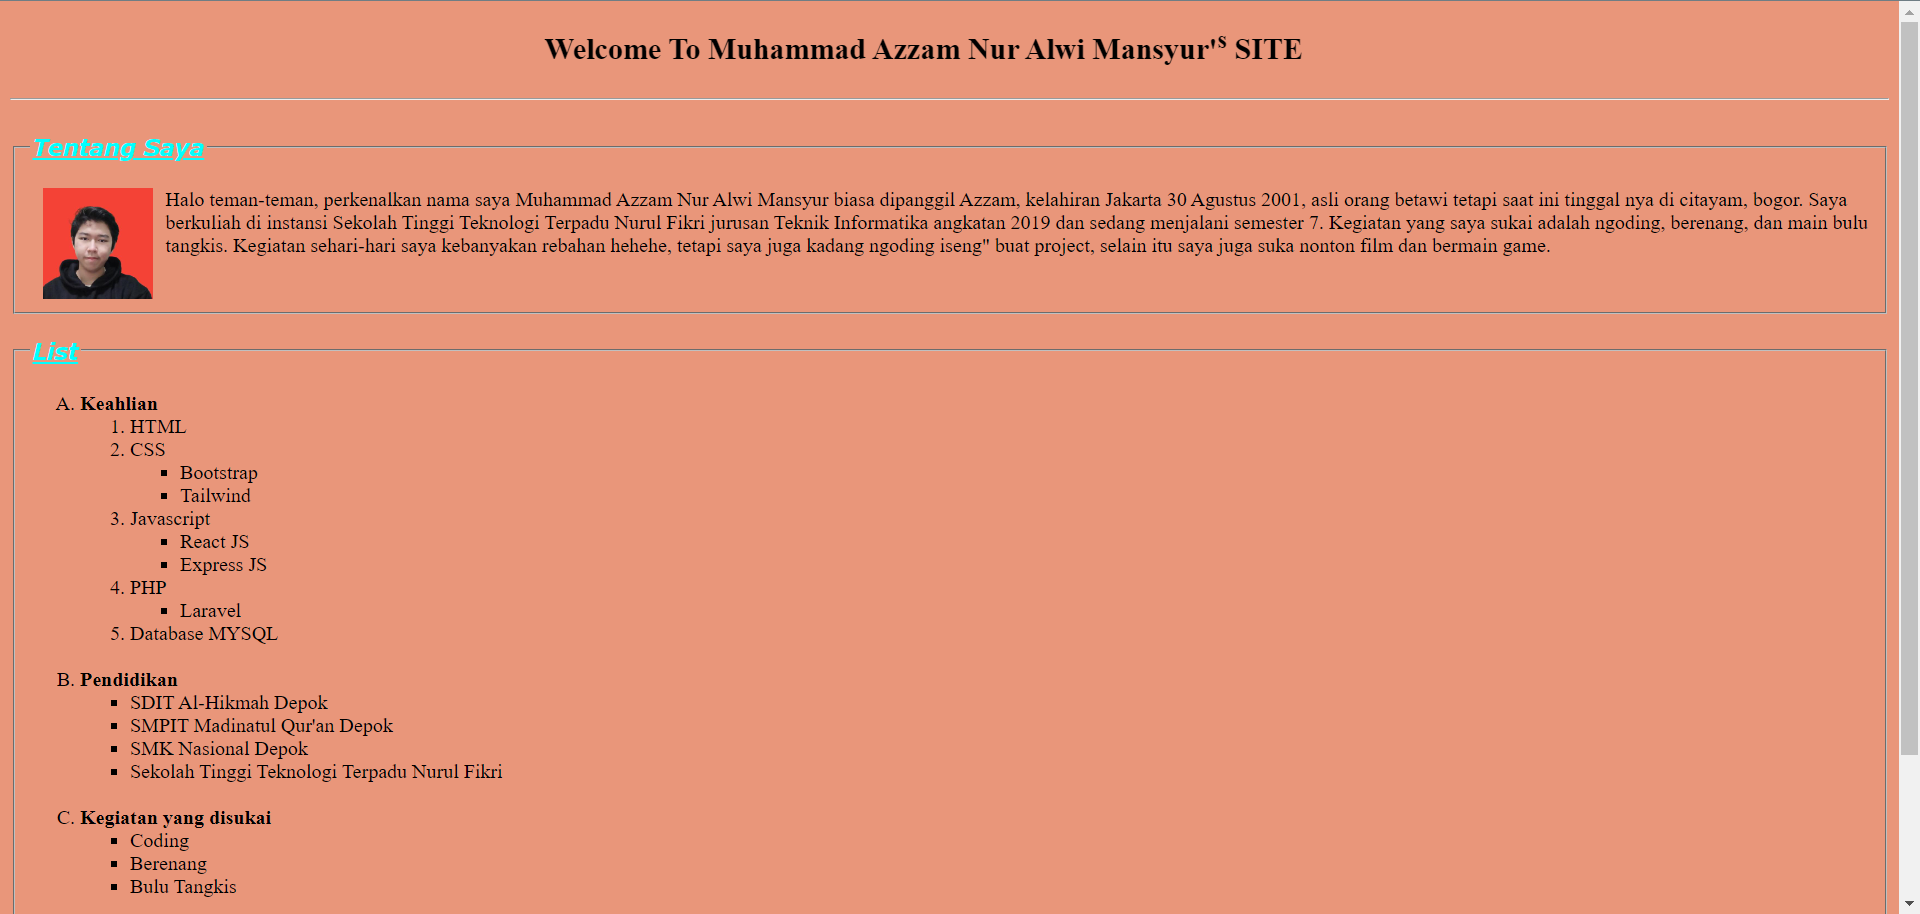 Welcome To Muhammad Azzam Nur Alwi Mansyur's SITE
Tentang Saya
Halo teman-teman, perkenalkan nama saya Muhammad Azzam Nur Alwi Mansyur biasa dipanggil Azzam, kelahiran Jakarta 30 Agustus 2001, asli orang betawi tetapi saat ini tinggal nya di citayam, bogor. Saya
berkuliah di instansi Sekolah Tinggi Teknologi Terpadu Nurul Fikri jurusan Teknik Informatika angkatan 2019 dan sedang menjalani semester 7. Kegiatan yang saya sukai adalah ngoding, berenang, dan main bulu
tangkis. Kegiatan sehari-hari saya kebanyakan rebahan hehehe, tetapi saya juga kadang ngoding iseng" buat project, selain itu saya juga suka nonton film dan bermain game.
List
A. Keahlian
1. HTML
2. CSS
▪ Bootstrap
▪ Tailwind
3. Javascript
▪ React JS
▪ Express JS
4. PHP
▪ Laravel
5. Database MYSQL
B. Pendidikan
▪ SDIT Al-Hikmah Depok
▪ SMPIT Madinatul Qur'an Depok
▪ SMK Nasional Depok
▪ Sekolah Tinggi Teknologi Terpadu Nurul Fikri
C. Kegiatan yang disukai
▪ Coding
▪ Berenang
▪ Bulu Tangkis